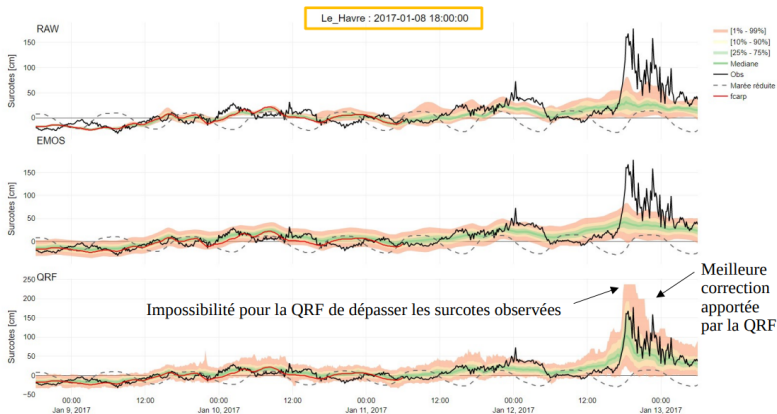 Le_Havre : 2017-01-08 18:00:00
RAW
Surcotes [cm]
150
100
50
0
[1% - 99%]
[10% - 90%]
[25% - 75%]
Mediane
Obs
Marée réduite
fcarp
EMOS
Surcotes [cm]
150
100
50
0
QRF
Surcotes [cm]
250
200
150
100
50
0
−50
Impossibilité pour la QRF de dépasser les surcotes observées
Meilleure
correction
apportée
par la QRF
00:00 12:00 00:00 12:00 00:00 12:00 00:00 12:00 00:00
Jan 9, 2017 Jan 10, 2017 Jan 11, 2017 Jan 12, 2017 Jan 13, 2017